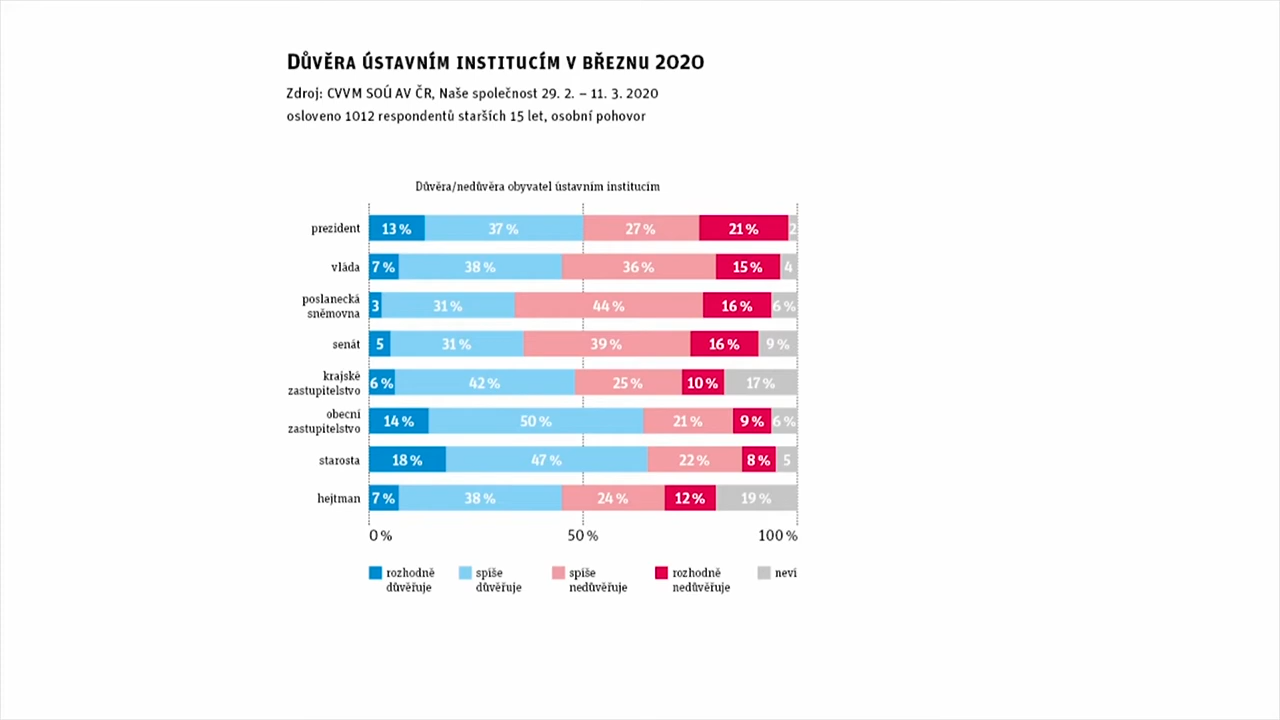 DŮVĚRA ÚSTAVNÍM INSTITUCÍM V BŘEZNU 2020
Zdroj: CVVM SOÚ AV ČR, Naše společnost 29. 2. – 11. 3. 2020
osloveno 1012 respondentů starších 15 let, osobní pohovor
Důvěra/nedůvěra obyvatel ústavním institucím
prezident 13 % 37 % 27 % 21 % 2
vláda 7 % 38 % 36 % 15 % 4
poslanecká
sněmovna 3 31 % 44 % 16 % 6 %
senát 5 31 % 39 % 16 % 9 %
krajské
zastupitelstvo 6 % 42 % 25 % 10 % 17 %
obecní
zastupitelstvo 14 % 50 % 21 % 9 % 6 %
starosta 18 % 47 % 22 % 8 % 5
hejtman 7 % 38 % 24 % 12 % 19 %
0 % 50 % 100 %
rozhodně spíše spíše rozhodně neví
důvěřuje důvěřuje nedůvěřuje nedůvěřuje